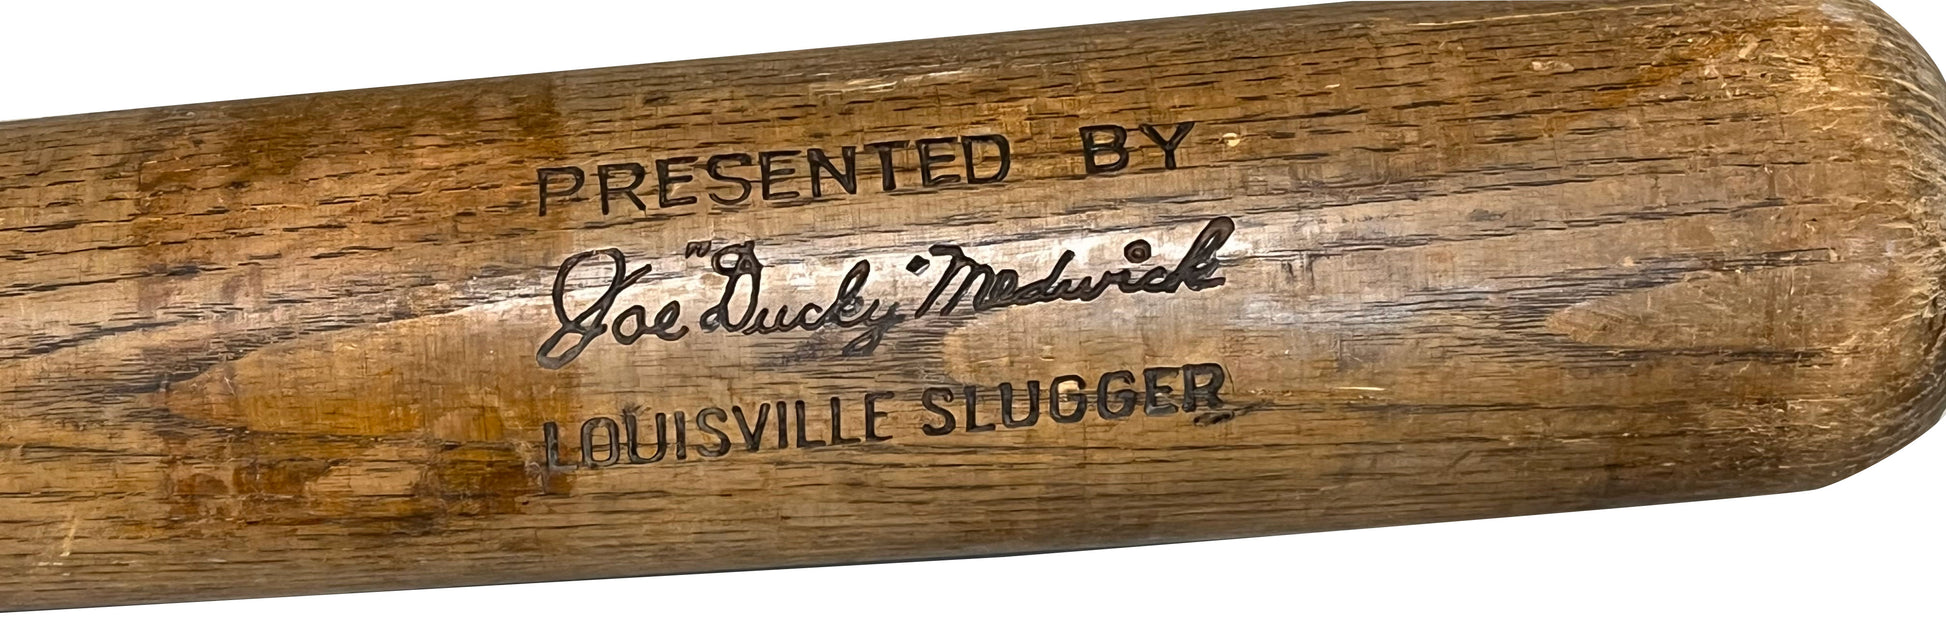 PRESENTED BY
Joe "Ducky" Medwick
LOUISVILLE SLUGGER